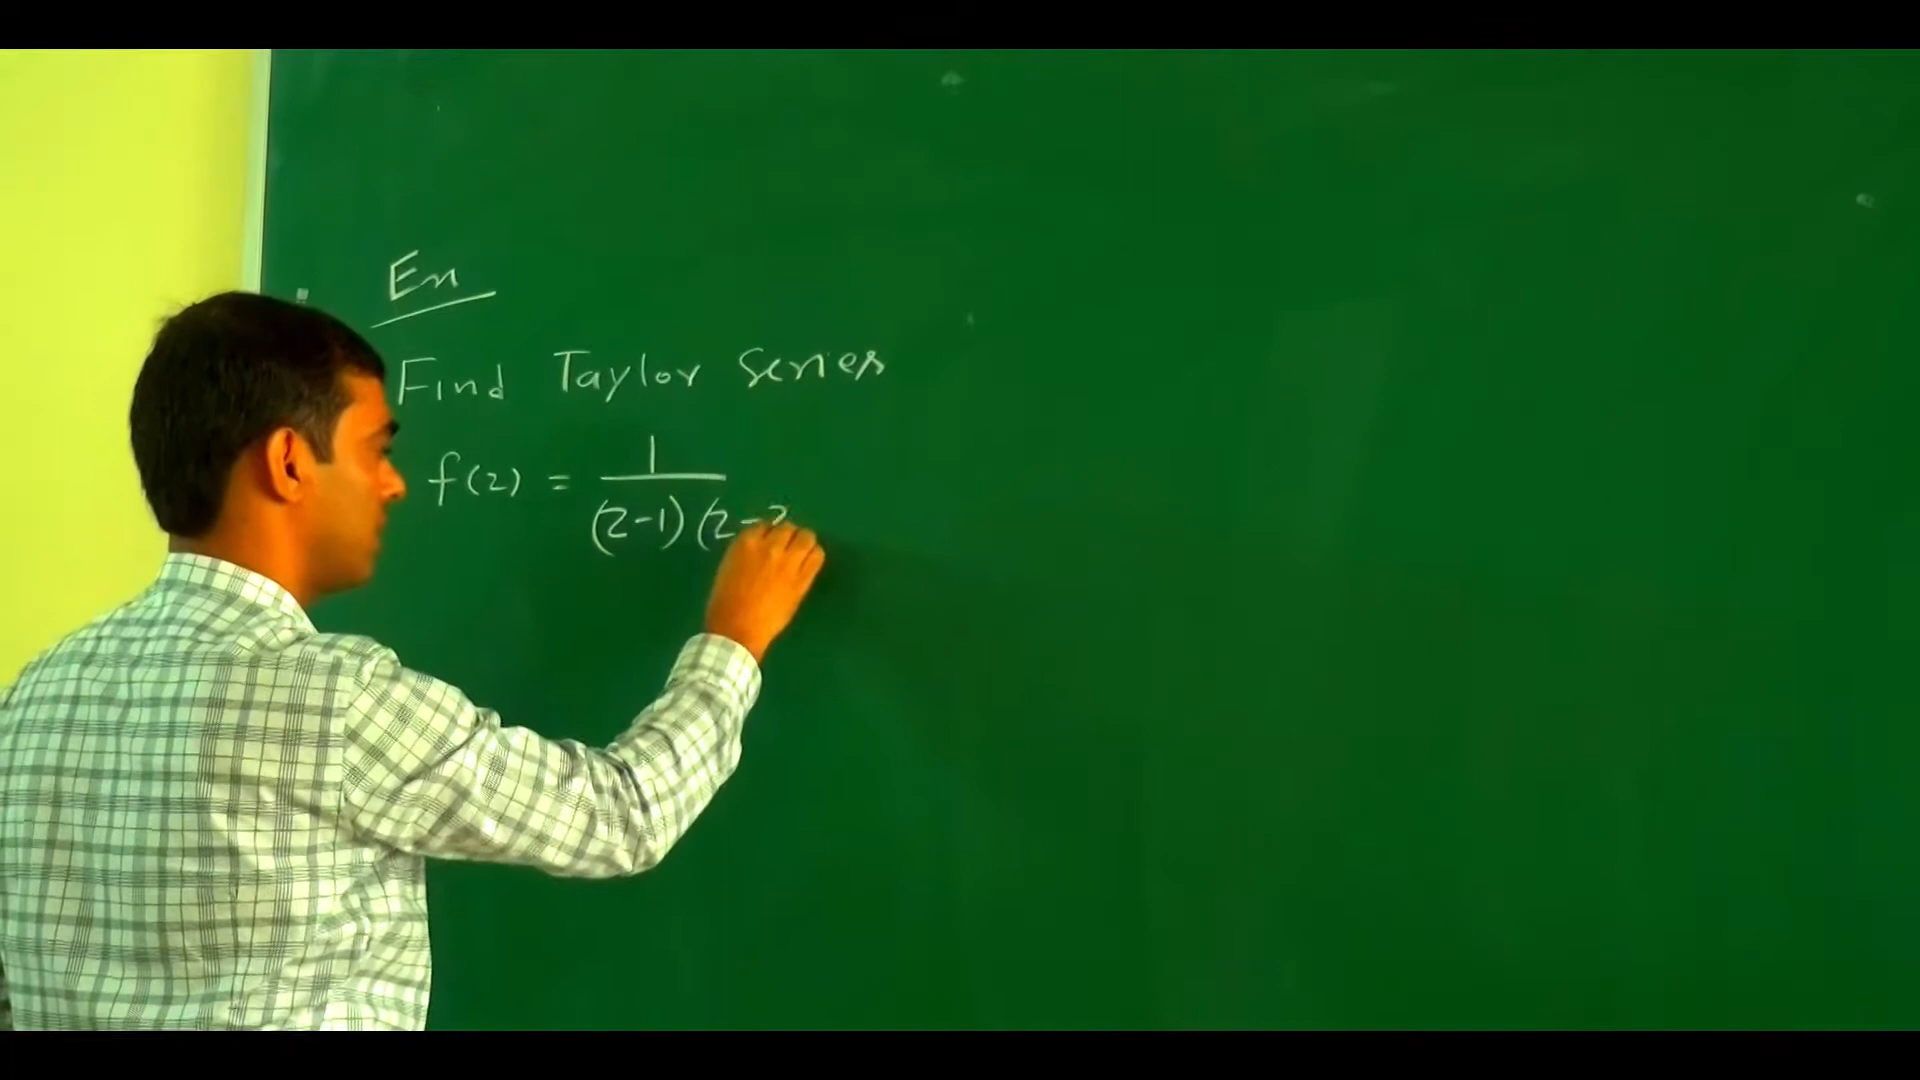 Ex
Find Taylor Series
f(z) = 1
(z-1)(z-